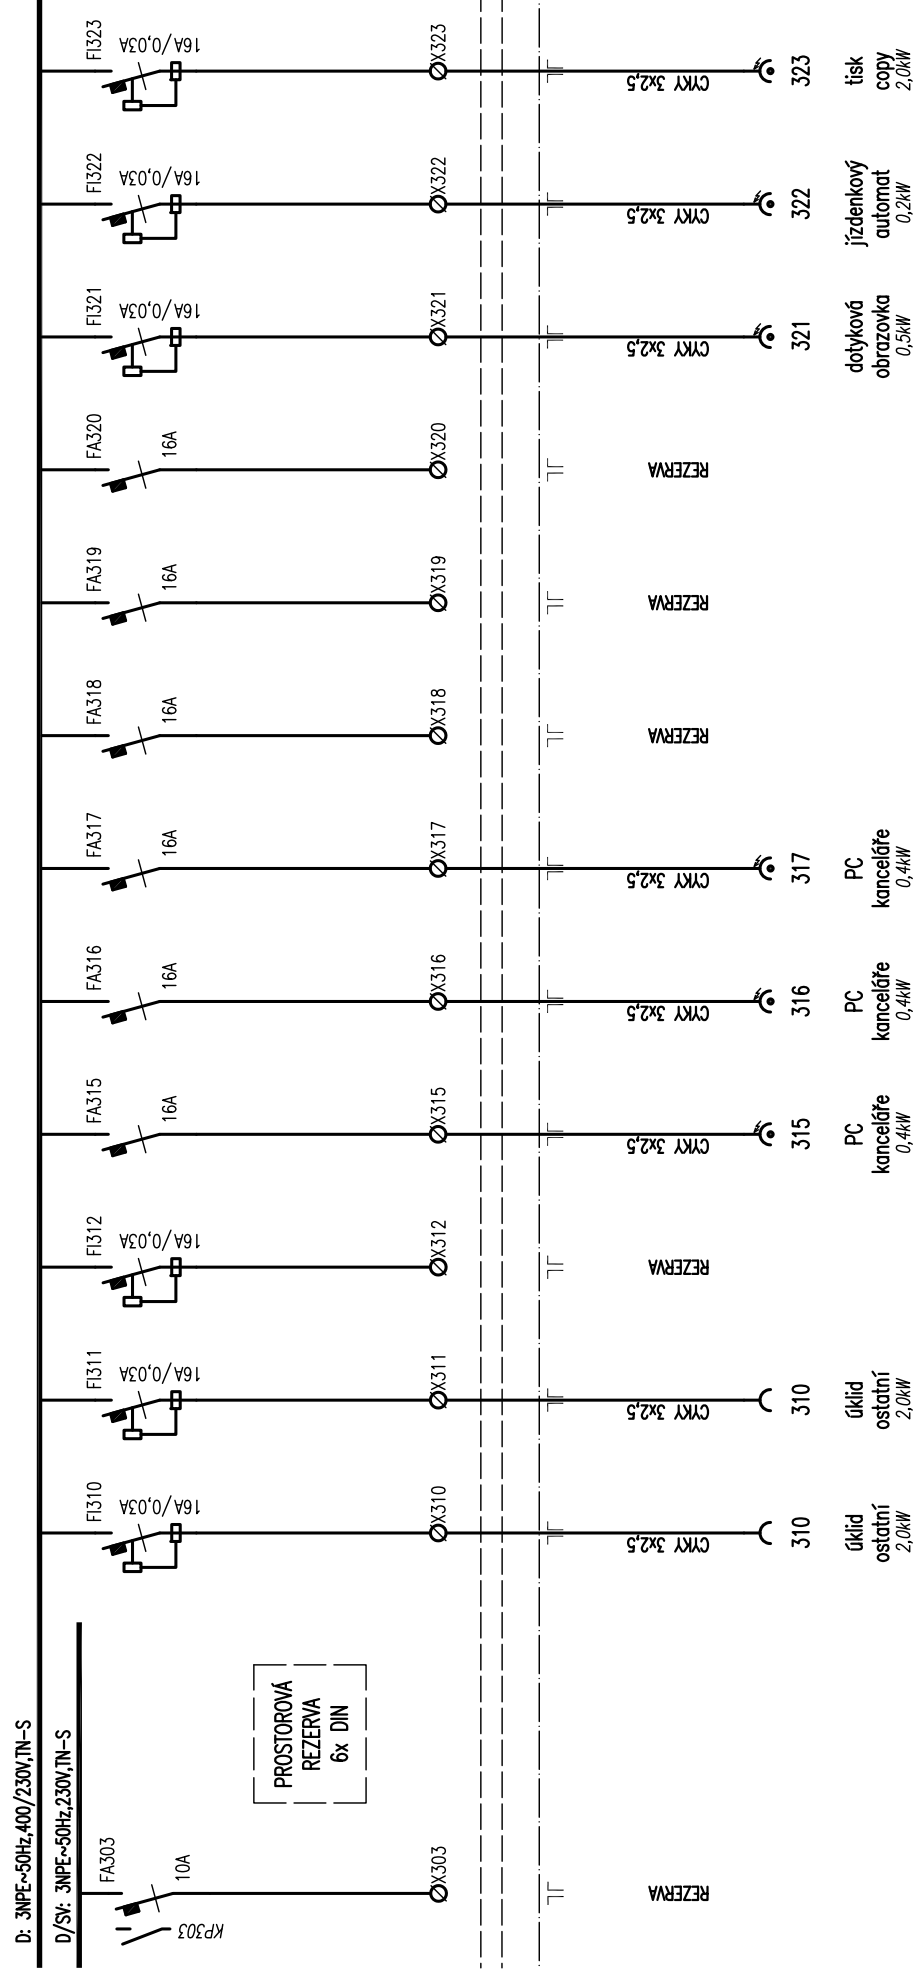 D: 3NPE~50Hz,400/230V,TN-S
D/SV: 3NPE~50Hz,230V,TN-S
FA303
10A
KP303
X303
REZERVA
PROSTOROVÁ
REZERVA
6x DIN
FI310
16A/0,03A
X310
CYKY 3x2,5
310
úklid
ostatní
2,0kW
FI311
16A/0,03A
X311
CYKY 3x2,5
310
úklid
ostatní
2,0kW
FI312
16A/0,03A
X312
REZERVA
FA315
16A
X315
CYKY 3x2,5
315
PC
kanceláře
0,4kW
FA316
16A
X316
CYKY 3x2,5
316
PC
kanceláře
0,4kW
FA317
16A
X317
CYKY 3x2,5
317
PC
kanceláře
0,4kW
FA318
16A
X318
REZERVA
FA319
16A
X319
REZERVA
FA320
16A
X320
REZERVA
FI321
16A/0,03A
X321
CYKY 3x2,5
321
dotyková
obrazovka
0,5kW
FI322
16A/0,03A
X322
CYKY 3x2,5
322
jízdenkový
automat
0,2kW
FI323
16A/0,03A
X323
CYKY 3x2,5
323
tisk
copy
2,0kW